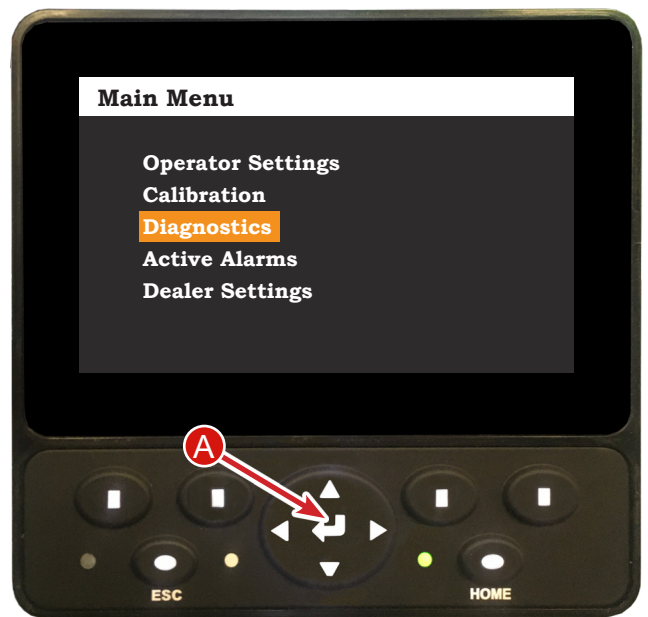 Main Menu
Operator Settings
Calibration
Diagnostics
Active Alarms
Dealer Settings
A
ESC
HOME